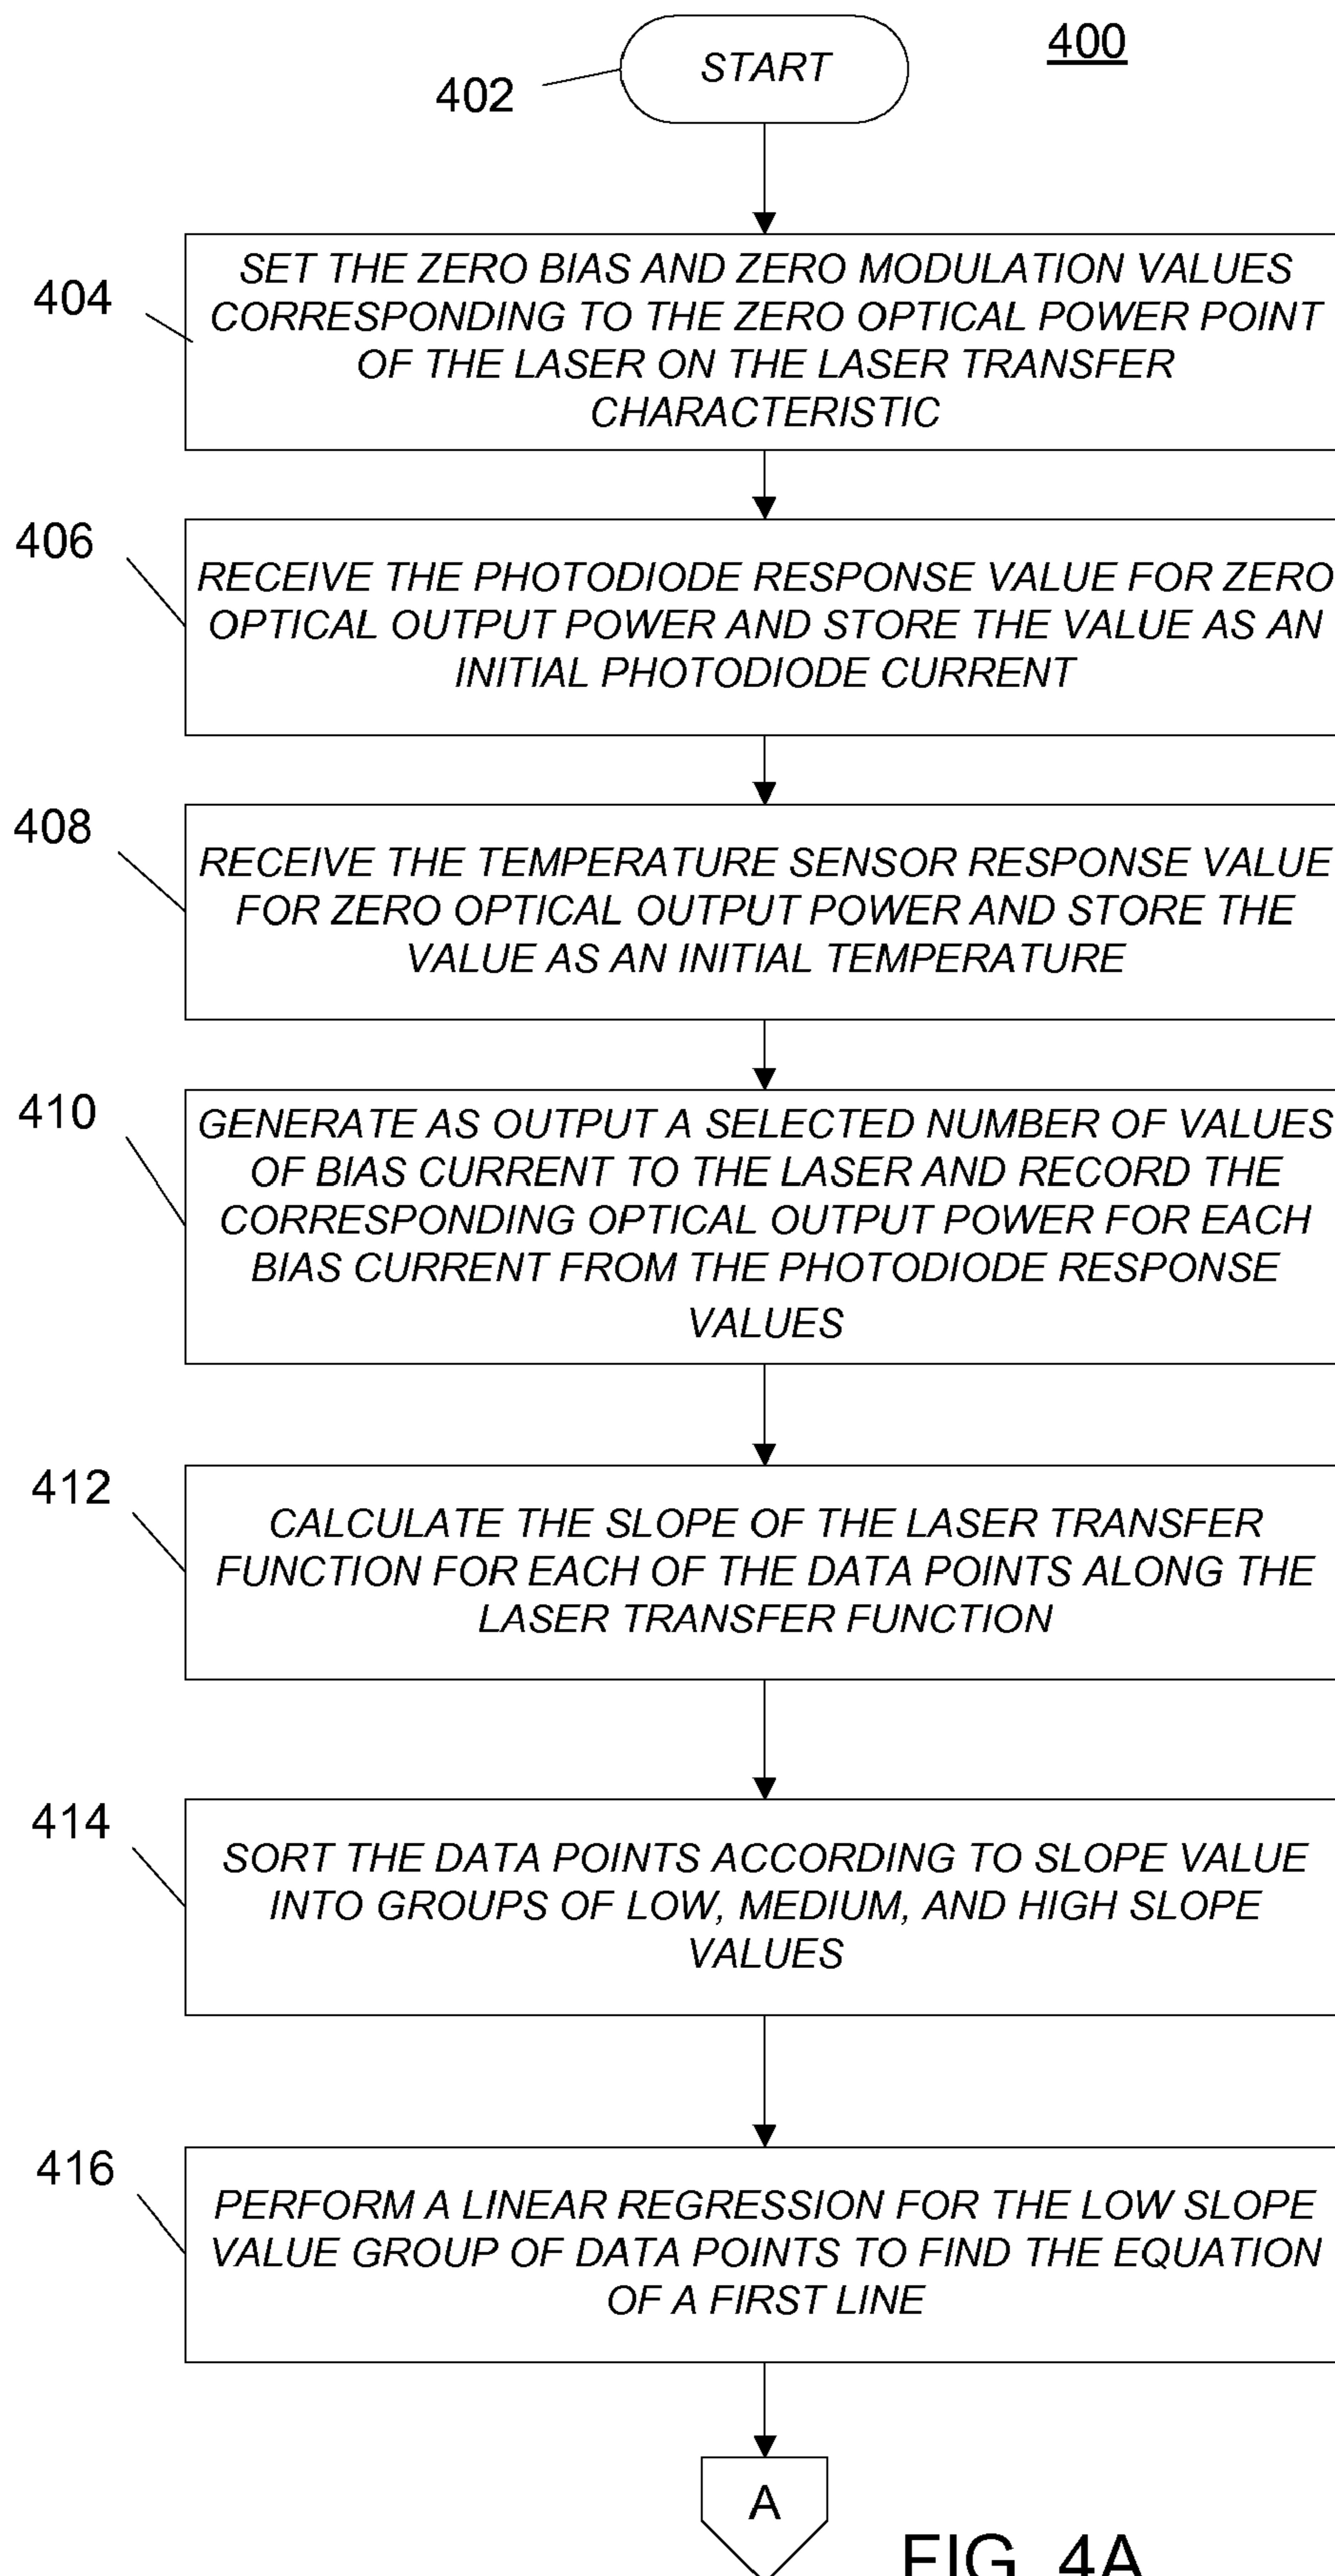 400
START
402
404
SET THE ZERO BIAS AND ZERO MODULATION VALUES
CORRESPONDING TO THE ZERO OPTICAL POWER POINT
OF THE LASER ON THE LASER TRANSFER
CHARACTERISTIC
406
RECEIVE THE PHOTODIODE RESPONSE VALUE FOR ZERO
OPTICAL OUTPUT POWER AND STORE THE VALUE AS AN
INITIAL PHOTODIODE CURRENT
408
RECEIVE THE TEMPERATURE SENSOR RESPONSE VALUE
FOR ZERO OPTICAL OUTPUT POWER AND STORE THE
VALUE AS AN INITIAL TEMPERATURE
410
GENERATE AS OUTPUT A SELECTED NUMBER OF VALUES
OF BIAS CURRENT TO THE LASER AND RECORD THE
CORRESPONDING OPTICAL OUTPUT POWER FOR EACH
BIAS CURRENT FROM THE PHOTODIODE RESPONSE
VALUES
412
CALCULATE THE SLOPE OF THE LASER TRANSFER
FUNCTION FOR EACH OF THE DATA POINTS ALONG THE
LASER TRANSFER FUNCTION
414
SORT THE DATA POINTS ACCORDING TO SLOPE VALUE
INTO GROUPS OF LOW, MEDIUM, AND HIGH SLOPE
VALUES
416
PERFORM A LINEAR REGRESSION FOR THE LOW SLOPE
VALUE GROUP OF DATA POINTS TO FIND THE EQUATION
OF A FIRST LINE
A
FIG. 4A